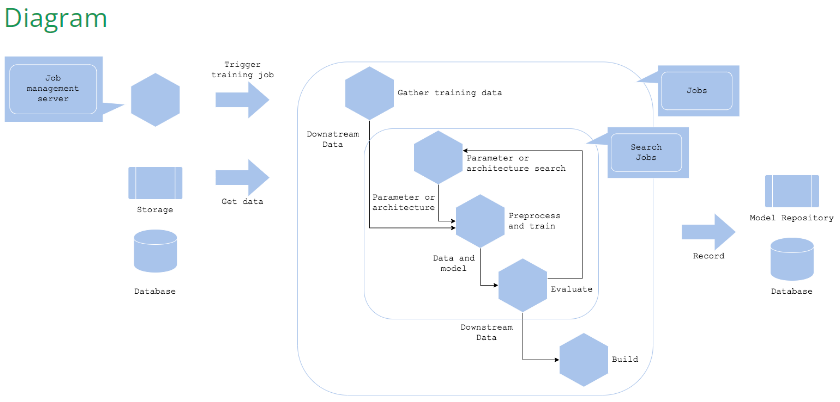 Diagram
Job
management
server
Trigger
training job
Gather training data
Jobs
Downstream
Data
Search
Jobs
Parameter or
architecture search
Storage
Get data
Parameter or
architecture
Preprocess
and train
Model Repository
Data and
model
Record
Database
Evaluate
Database
Downstream
Data
Build